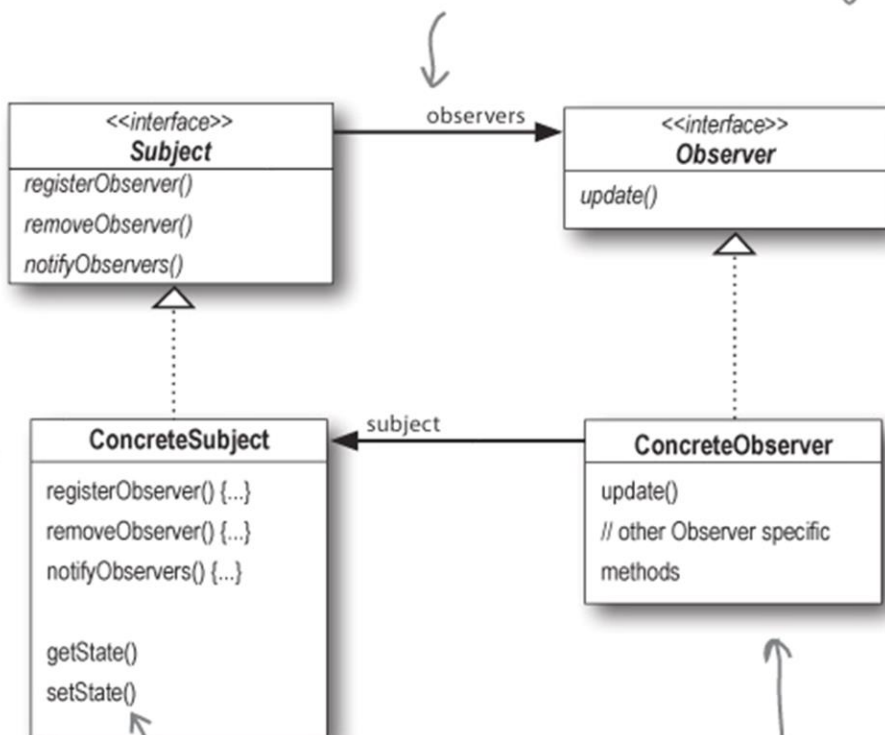 observers
<<interface>>
Subject
registerObserver()
removeObserver()
notifyObservers()
<<interface>>
Observer
update()
subject
ConcreteSubject
registerObserver() {...}
removeObserver() {...}
notifyObservers() {...}
getState()
setState()
ConcreteObserver
update()
// other Observer specific
methods